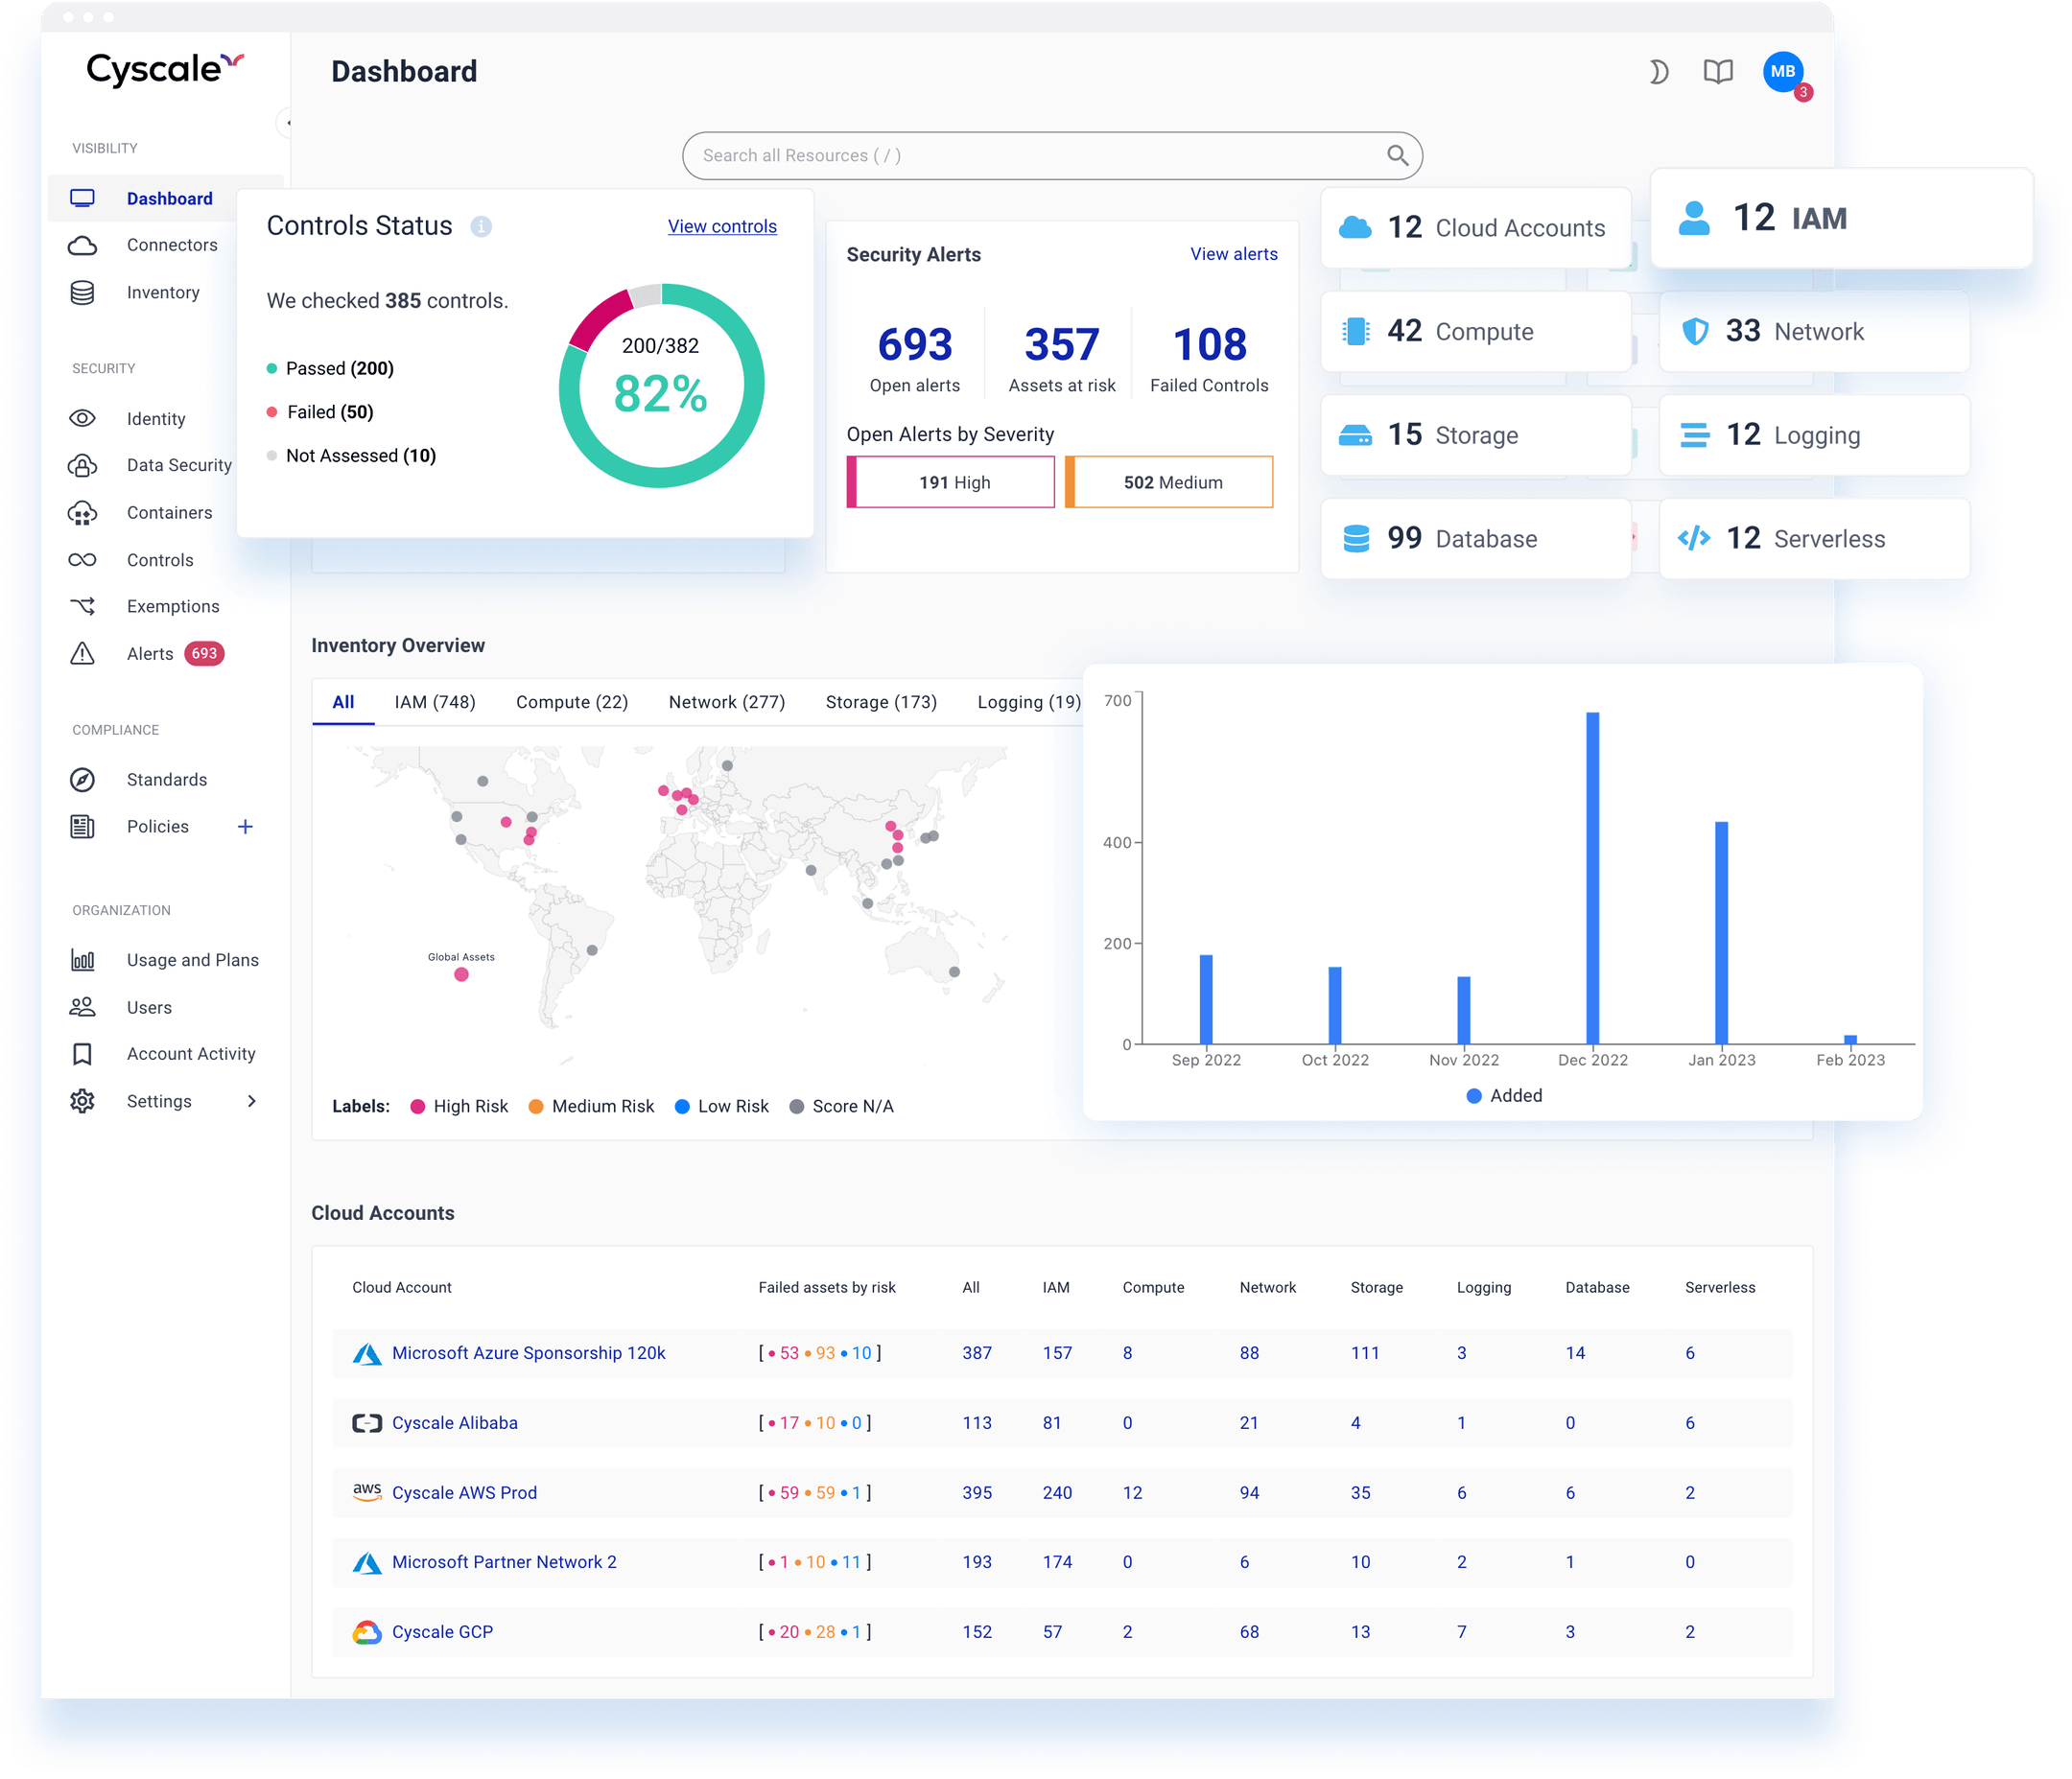 Cyscale
Dashboard
MB
3
Search all Resources ( / )
VISIBILITY
Dashboard
Connectors
Inventory
SECURITY
Identity
Data Security
Containers
Controls
Exemptions
Alerts 693
COMPLIANCE
Standards
Policies +
ORGANIZATION
Usage and Plans
Users
Account Activity
Settings
Controls Status i View controls
We checked 385 controls.
Passed (200)
Failed (50)
Not Assessed (10)
200/382
82%
Security Alerts View alerts
693 357 108
Open alerts Assets at risk Failed Controls
Open Alerts by Severity
191 High 502 Medium
12 Cloud Accounts 12 IAM
42 Compute 33 Network
15 Storage 12 Logging
99 Database 12 Serverless
Inventory Overview
All IAM (748) Compute (22) Network (277) Storage (173) Logging (19)
Global Assets
Labels: High Risk Medium Risk Low Risk Score N/A
700
400
200
0
Sep 2022 Oct 2022 Nov 2022 Dec 2022 Jan 2023 Feb 2023
Added
Cloud Accounts
Cloud Account Failed assets by risk All IAM Compute Network Storage Logging Database Serverless
Microsoft Azure Sponsorship 120k [ • 53 • 93 • 10 ] 387 157 8 88 111 3 14 6
Cyscale Alibaba [ • 17 • 10 • 0 ] 113 81 0 21 4 1 0 6
aws Cyscale AWS Prod [ • 59 • 59 • 1 ] 395 240 12 94 35 6 6 2
Microsoft Partner Network 2 [ • 1 • 10 • 11 ] 193 174 0 6 10 2 1 0
Cyscale GCP [ • 20 • 28 • 1 ] 152 57 2 68 13 7 3 2